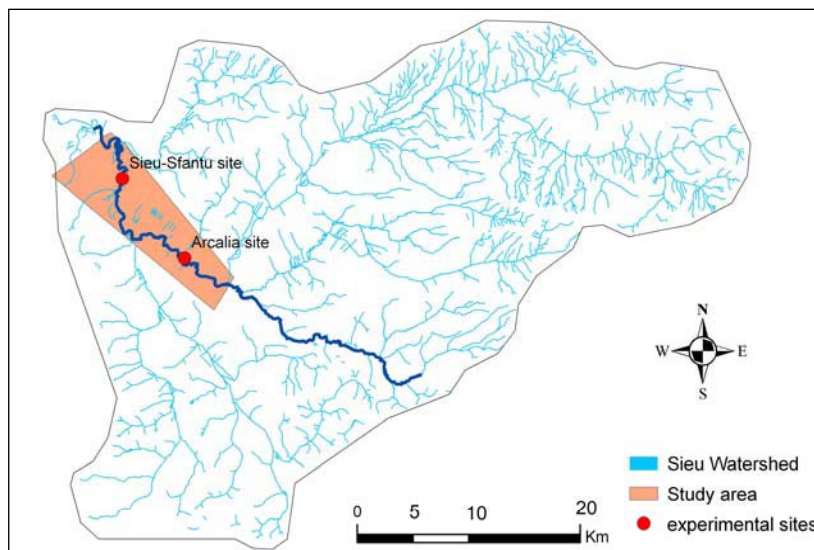 Sieu-Sfantu site
Arcalia site
N
W E
S
Sieu Watershed
Study area
experimental sites
0 5 10 20
Km